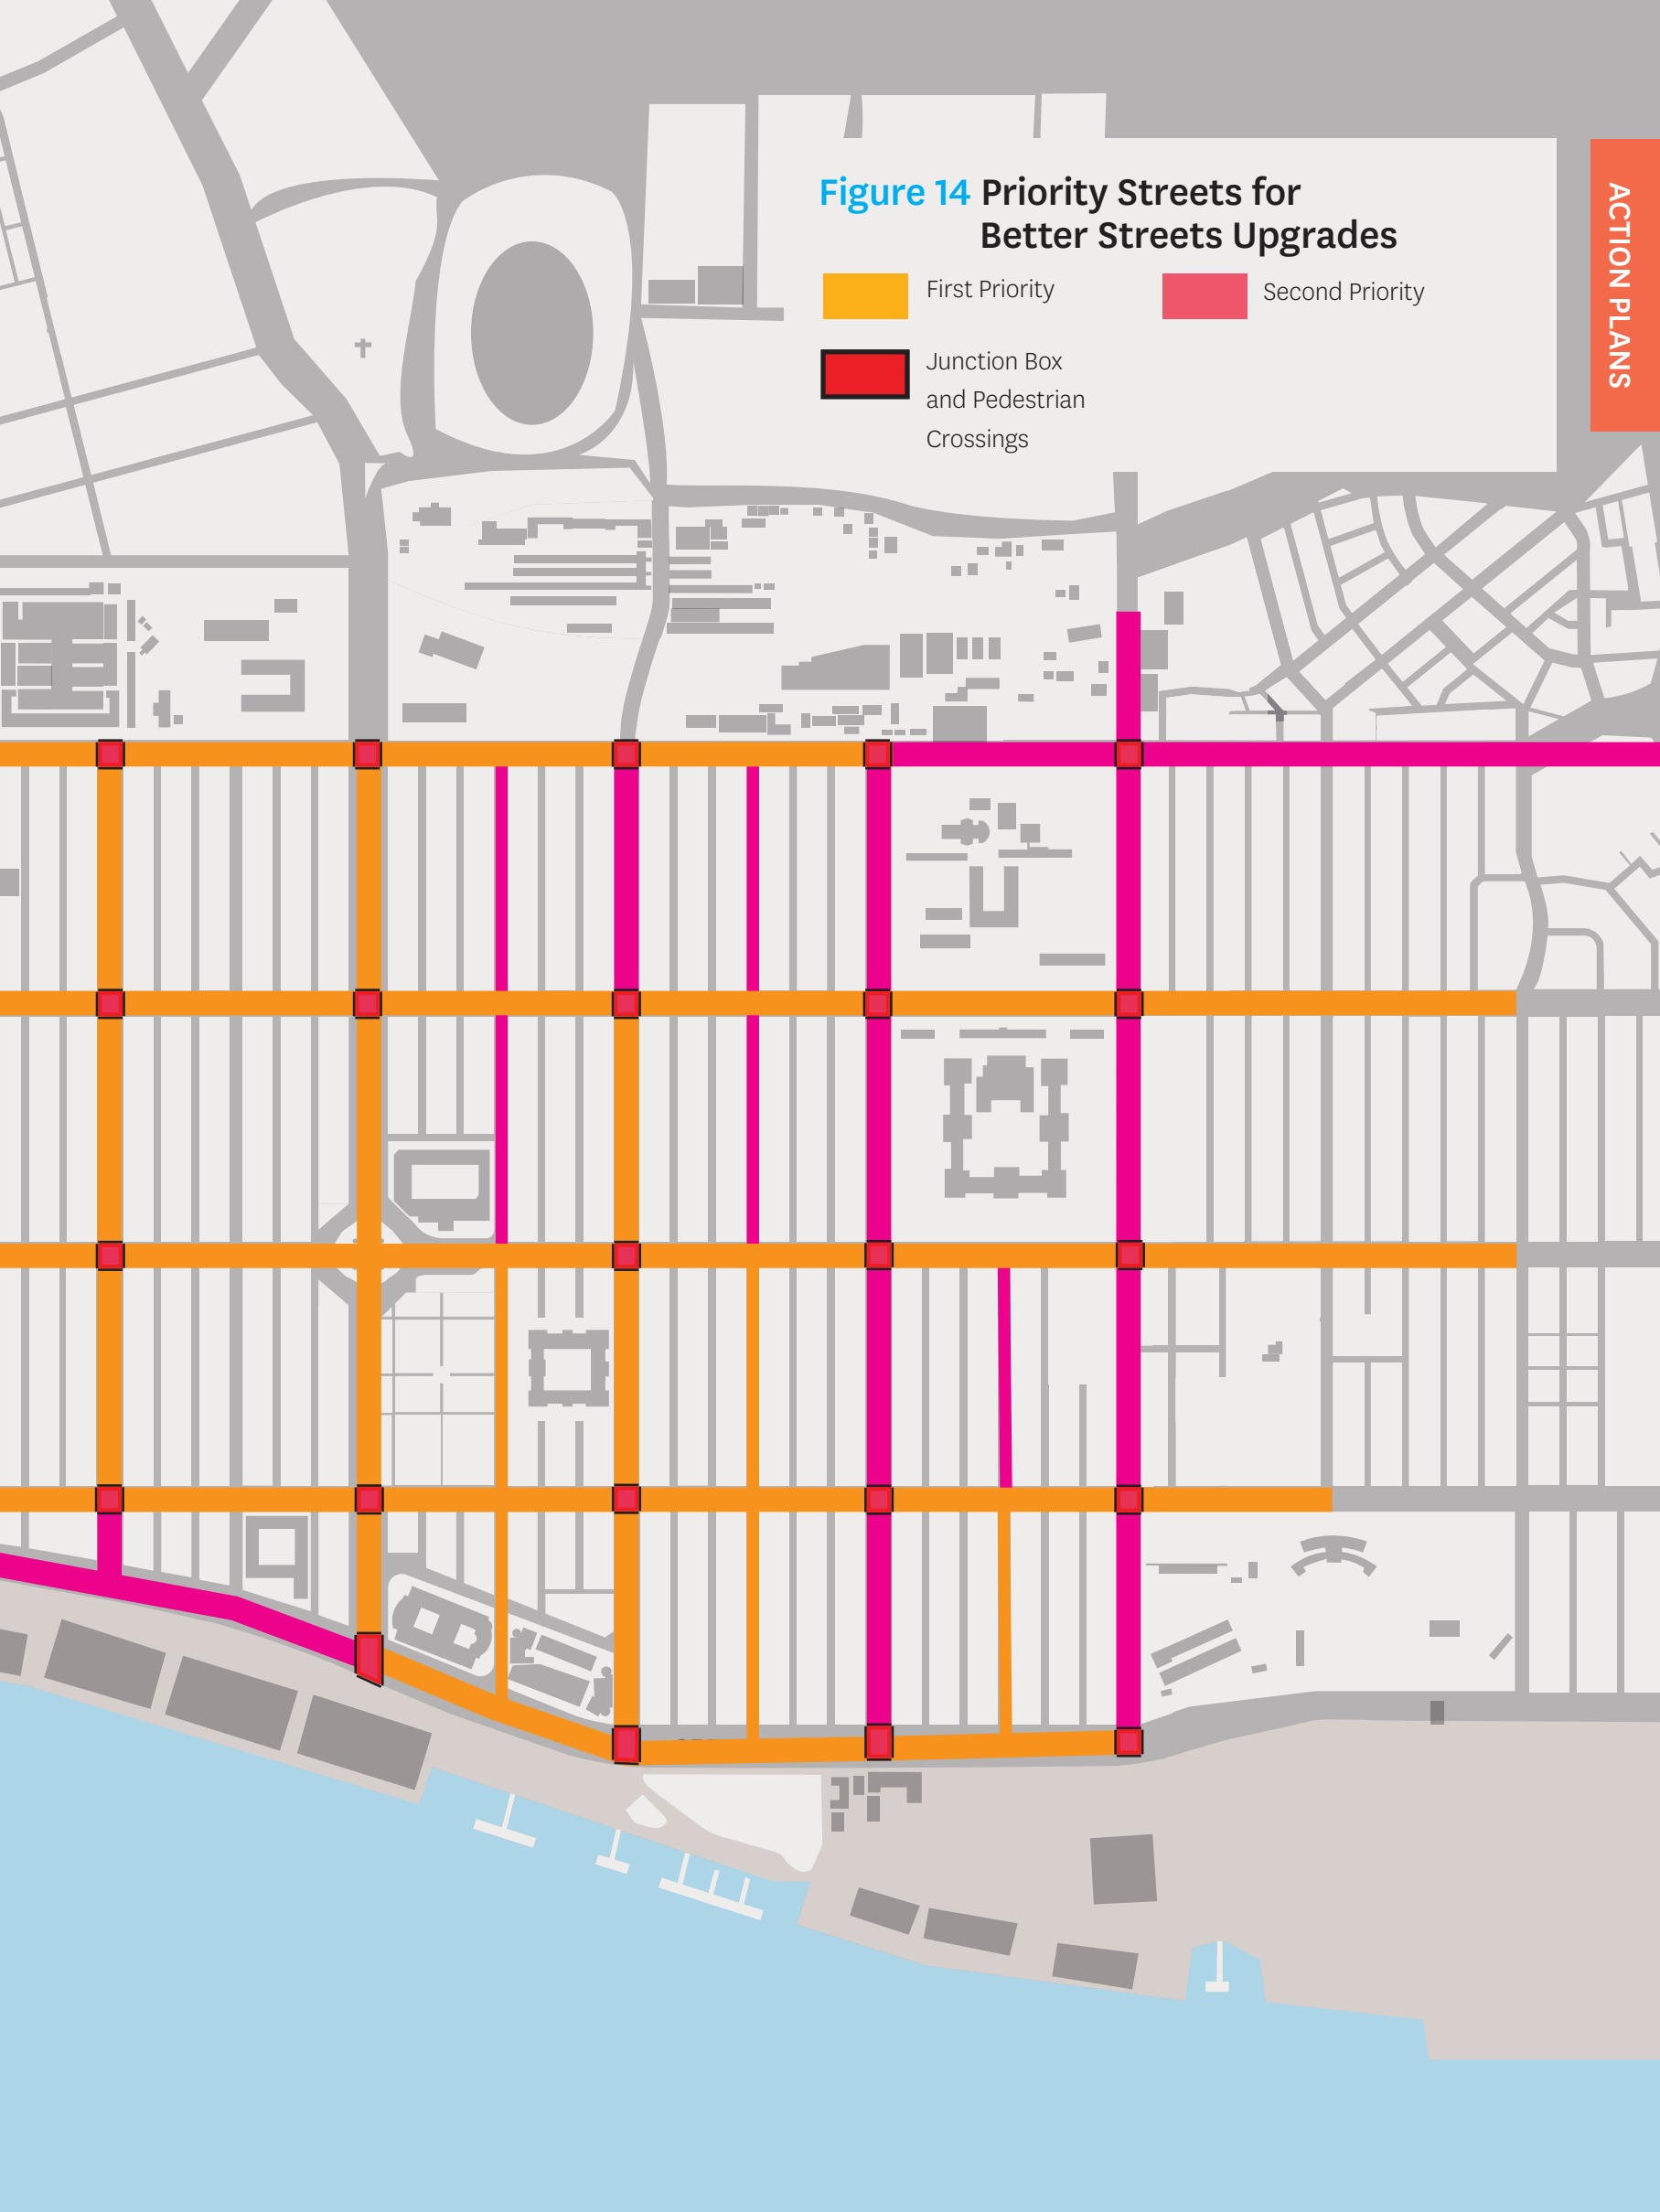 Figure 14 Priority Streets for
Better Streets Upgrades
First Priority
Second Priority
Junction Box
and Pedestrian
Crossings
ACTION PLANS